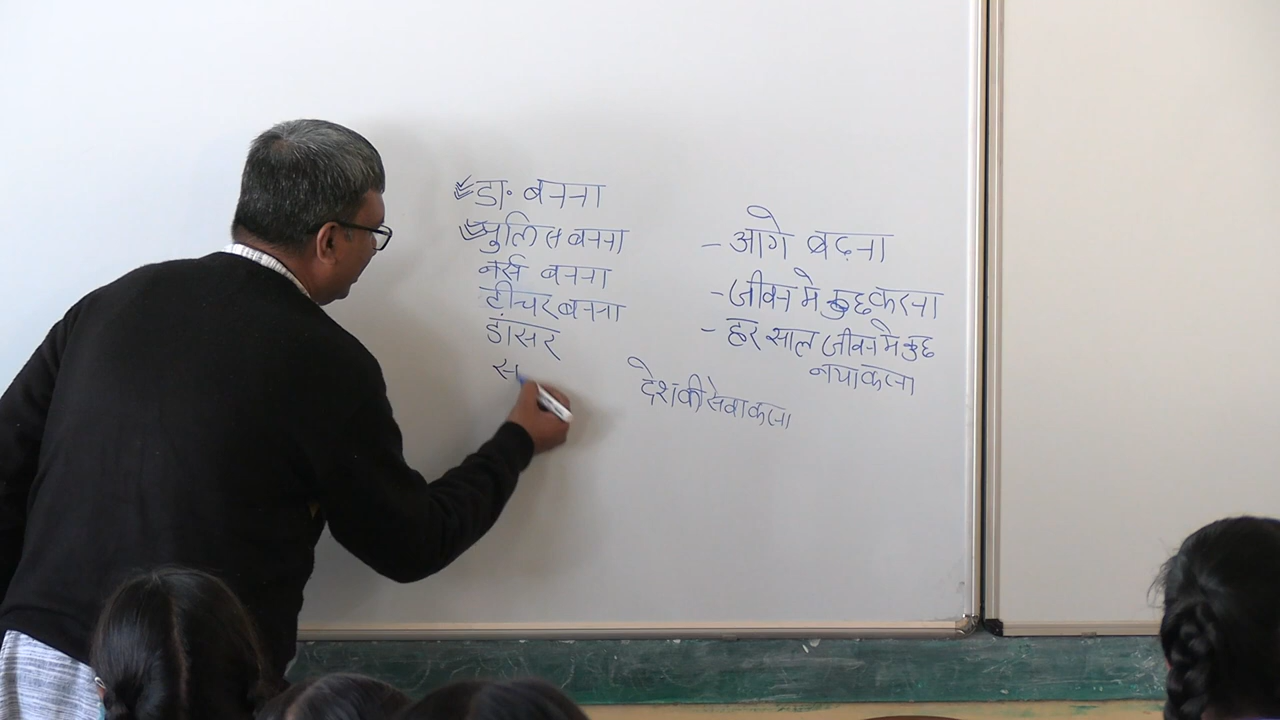 डा. बनना
पुलिस बनना
नर्स बनना
टीचर बनना
डांसर
स
- आगे बढ़ना
- जीवन मे कुछ करना
- हर साल जीवन मे कुछ
नया करना
देश की सेवा करना